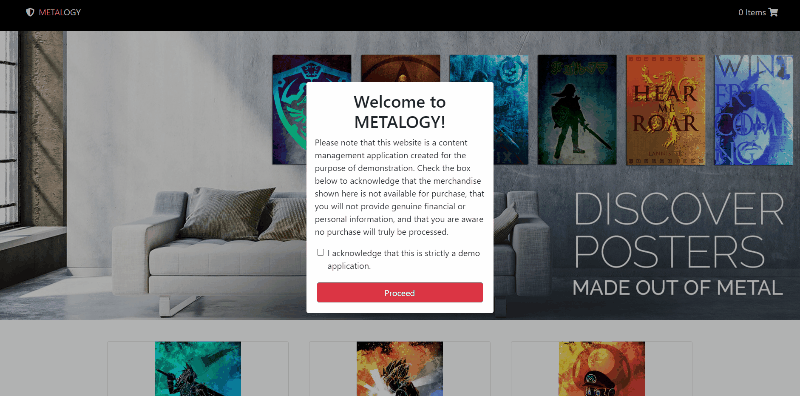 METALOGY
0 Items
HEAR
ME
ROAR
WINT
ER IS
COMI
NG
Welcome to
METALOGY!
Please note that this website is a content
management application created for the
purpose of demonstration. Check the box
below to acknowledge that the merchandise
shown here is not available for purchase, that
you will not provide genuine financial or
personal information, and that you are aware
no purchase will truly be processed.
I acknowledge that this is strictly a demo
application.
Proceed
DISCOVER
POSTERS
MADE OUT OF METAL